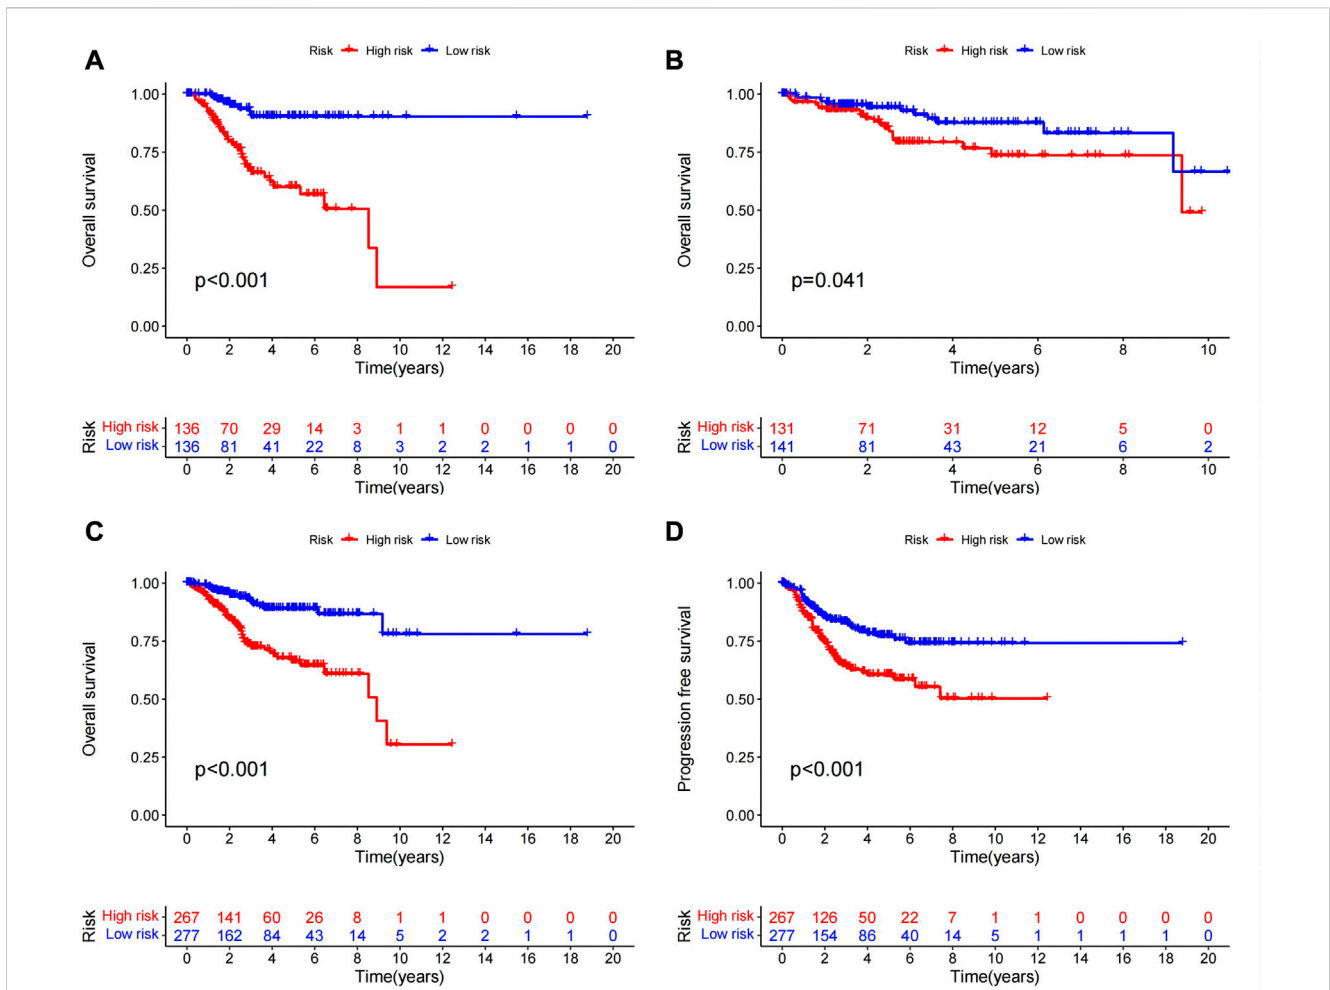 A
Risk High risk Low risk
1.00
0.75
0.50
0.25
0.00
Overall survival
p<0.001
0 2 4 6 8 10 12 14 16 18 20
Time(years)
Risk
High risk 136 70 29 14 3 1 1 0 0 0 0
Low risk 136 81 41 22 8 3 2 2 1 1 0
0 2 4 6 8 10 12 14 16 18 20
Time(years)
B
Risk High risk Low risk
1.00
0.75
0.50
0.25
0.00
Overall survival
p=0.041
0 2 4 6 8 10
Time(years)
Risk
High risk 131 71 31 12 5 0
Low risk 141 81 43 21 6 2
0 2 4 6 8 10
Time(years)
C
Risk High risk Low risk
1.00
0.75
0.50
0.25
0.00
Overall survival
p<0.001
0 2 4 6 8 10 12 14 16 18 20
Time(years)
Risk
High risk 267 141 60 26 8 1 1 0 0 0 0
Low risk 277 162 84 43 14 5 2 2 1 1 0
0 2 4 6 8 10 12 14 16 18 20
Time(years)
D
Risk High risk Low risk
1.00
0.75
0.50
0.25
0.00
Progression free survival
p<0.001
0 2 4 6 8 10 12 14 16 18 20
Time(years)
Risk
High risk 267 126 50 22 7 1 1 0 0 0 0
Low risk 277 154 86 40 14 5 1 1 1 1 0
0 2 4 6 8 10 12 14 16 18 20
Time(years)